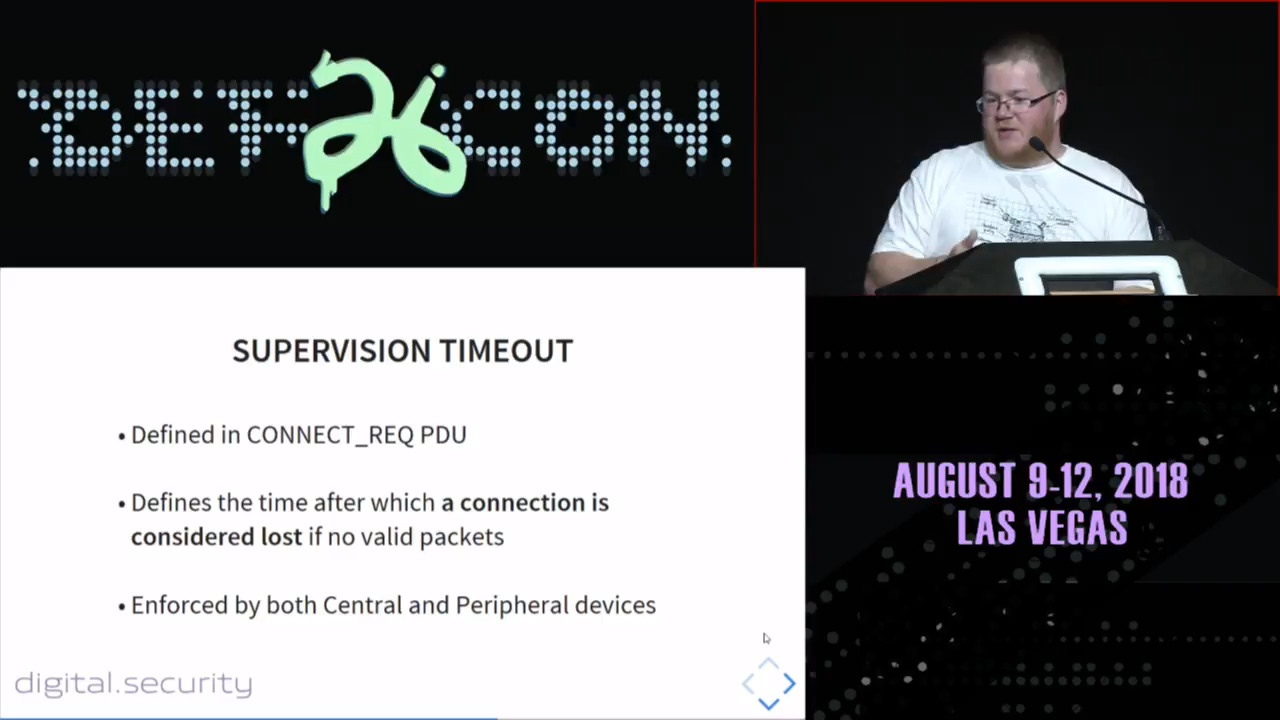 DEF CON
26
SUPERVISION TIMEOUT
• Defined in CONNECT_REQ PDU
• Defines the time after which a connection is
considered lost if no valid packets
• Enforced by both Central and Peripheral devices
digital.security
AUGUST 9-12, 2018
LAS VEGAS